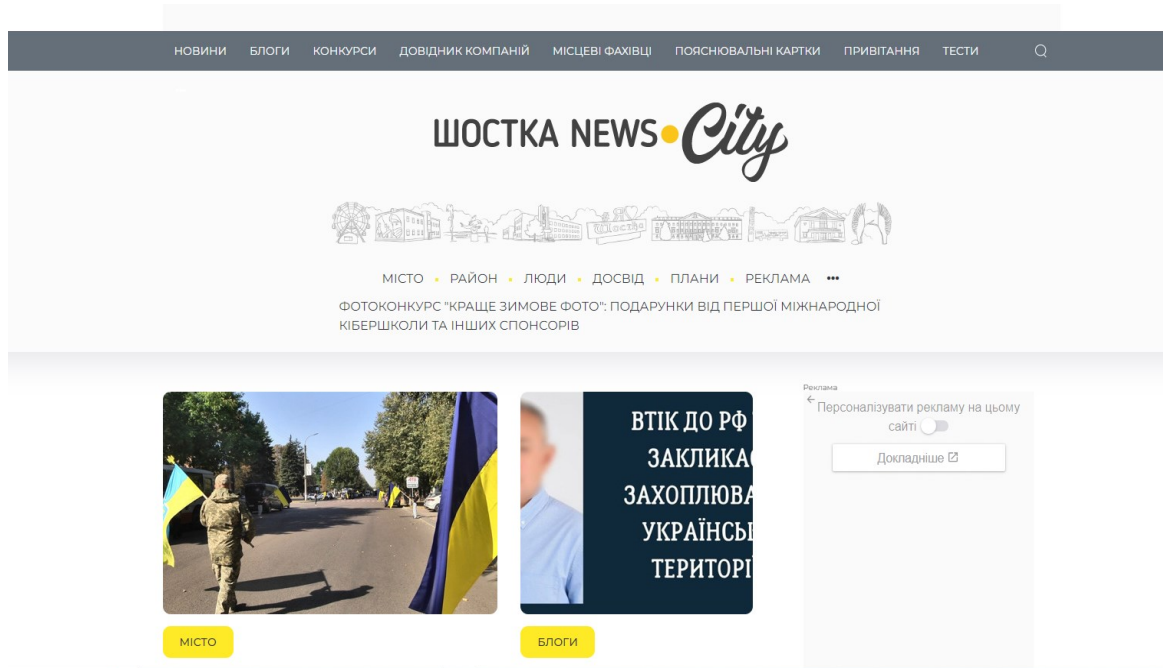 НОВИНИ БЛОГИ КОНКУРСИ ДОВІДНИК КОМПАНІЙ МІСЦЕВІ ФАХІВЦІ ПОЯСНЮВАЛЬНІ КАРТКИ ПРИВІТАННЯ ТЕСТИ
ШОСТКА NEWS City
Шостка
МІСТО РАЙОН ЛЮДИ ДОСВІД ПЛАНИ РЕКЛАМА •••
ФОТОКОНКУРС "КРАЩЕ ЗИМОВЕ ФОТО": ПОДАРУНКИ ВІД ПЕРШОЇ МІЖНАРОДНОЇ
КІБЕРШКОЛИ ТА ІНШИХ СПОНСОРІВ
ВТІК ДО РФ
ЗАКЛИКА
ЗАХОПЛЮВА
УКРАЇНСЬ
ТЕРИТОРІ
МІСТО
БЛОГИ
Реклама
Персоналізувати рекламу на цьому
сайті
Докладніше